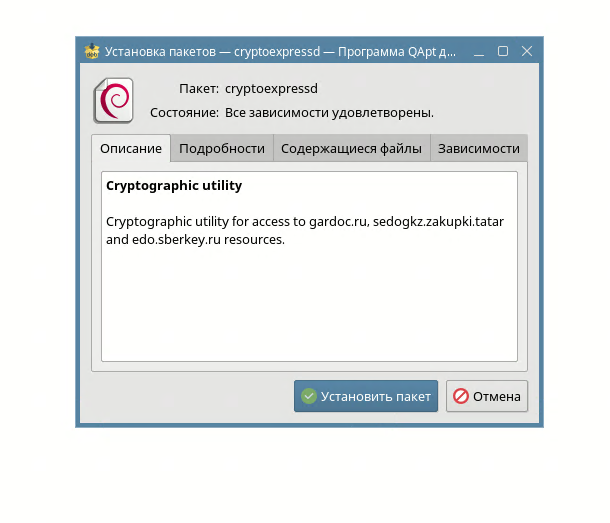 Установка пакетов — cryptoexpressd — Программа QApt д...
Пакет: cryptoexpressd
Состояние: Все зависимости удовлетворены.
Описание Подробности Содержащиеся файлы Зависимости
Cryptographic utility
Cryptographic utility for access to gardoc.ru, sedogkz.zakupki.tatar
and edo.sberkey.ru resources.
Установить пакет Отмена